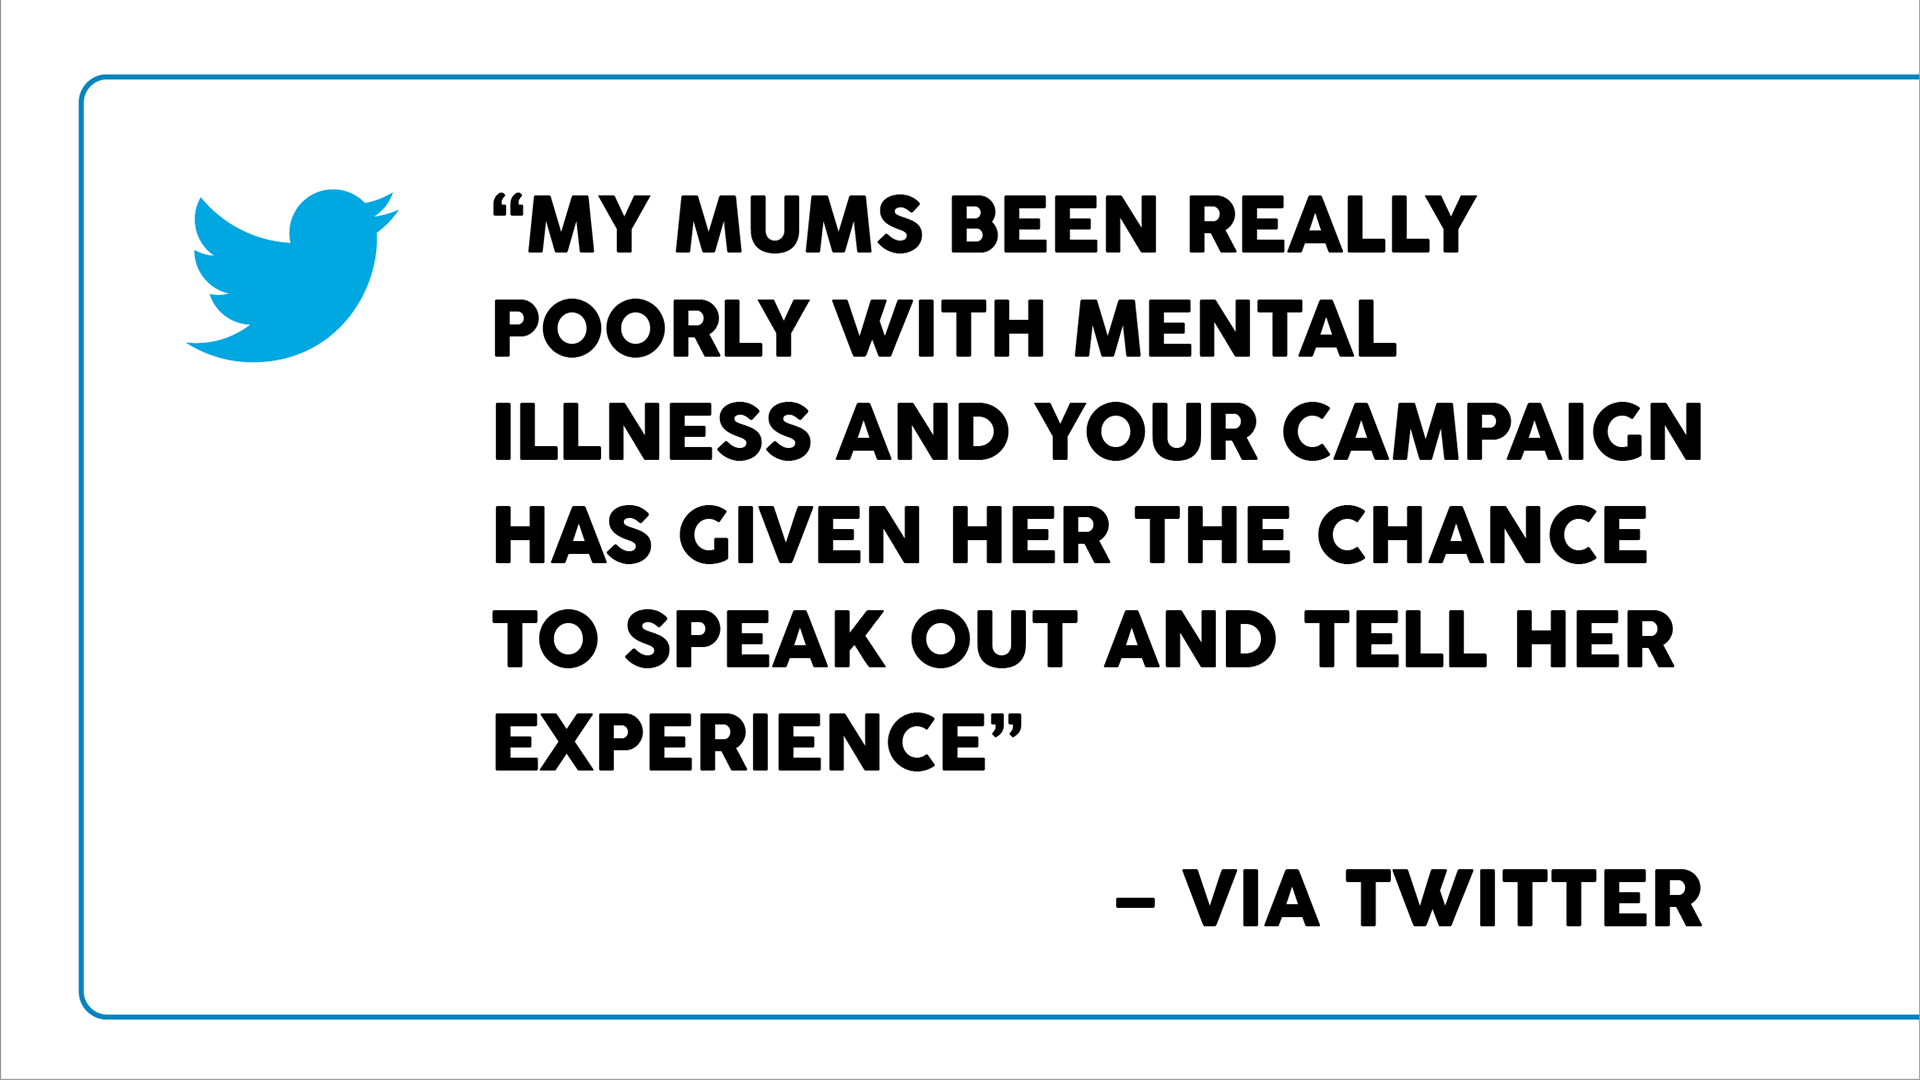 “MY MUMS BEEN REALLY
POORLY WITH MENTAL
ILLNESS AND YOUR CAMPAIGN
HAS GIVEN HER THE CHANCE
TO SPEAK OUT AND TELL HER
EXPERIENCE”
– VIA TWITTER